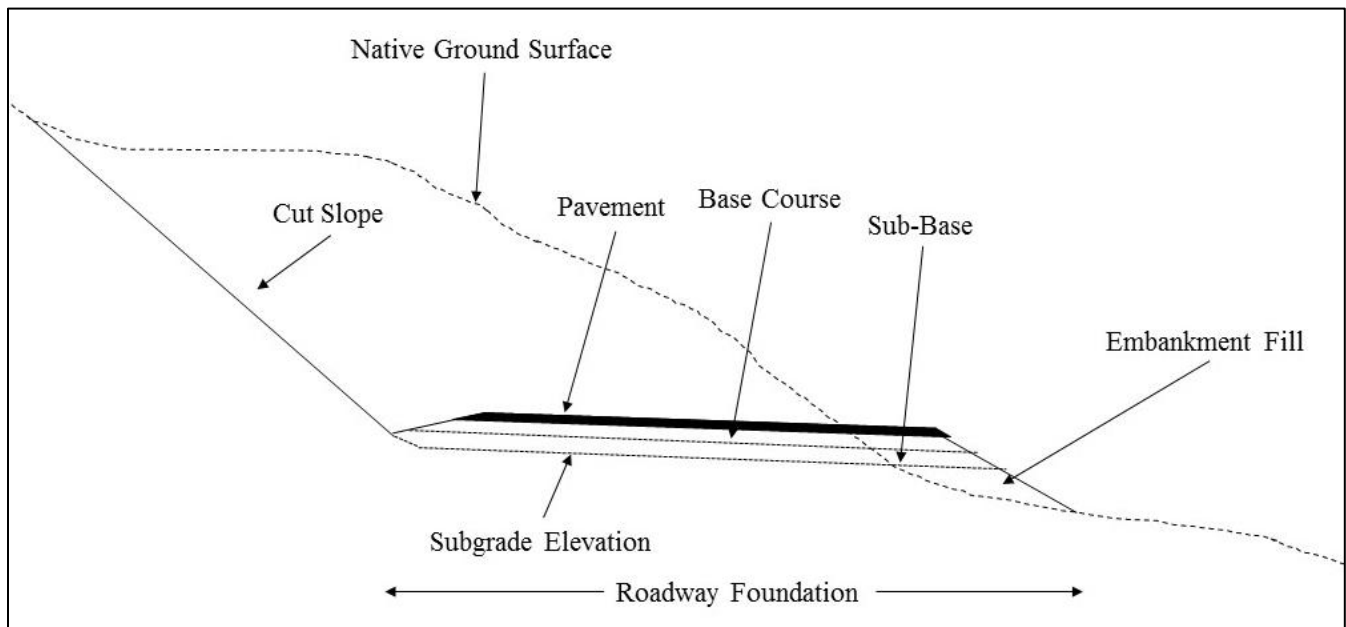 Native Ground Surface
Cut Slope
Pavement
Base Course
Sub-Base
Embankment Fill
Subgrade Elevation
Roadway Foundation